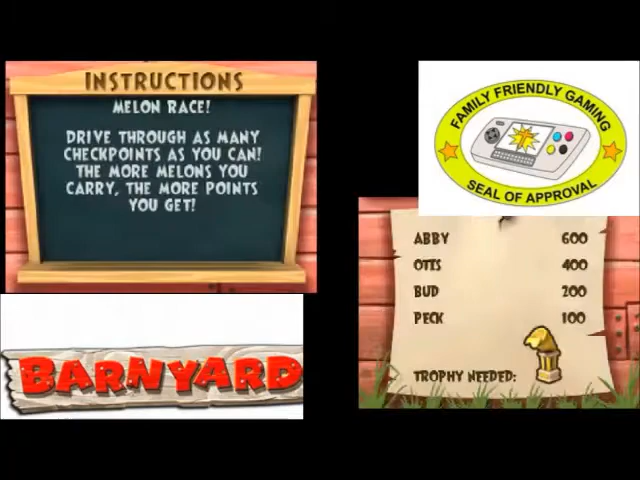 INSTRUCTIONS
MELON RACE!
DRIVE THROUGH AS MANY
CHECKPOINTS AS YOU CAN!
THE MORE MELONS YOU
CARRY, THE MORE POINTS
YOU GET!
FAMILY FRIENDLY GAMING
SEAL OF APPROVAL
ABBY 600
OTIS 400
BUD 200
PECK 100
TROPHY NEEDED:
BARNYARD